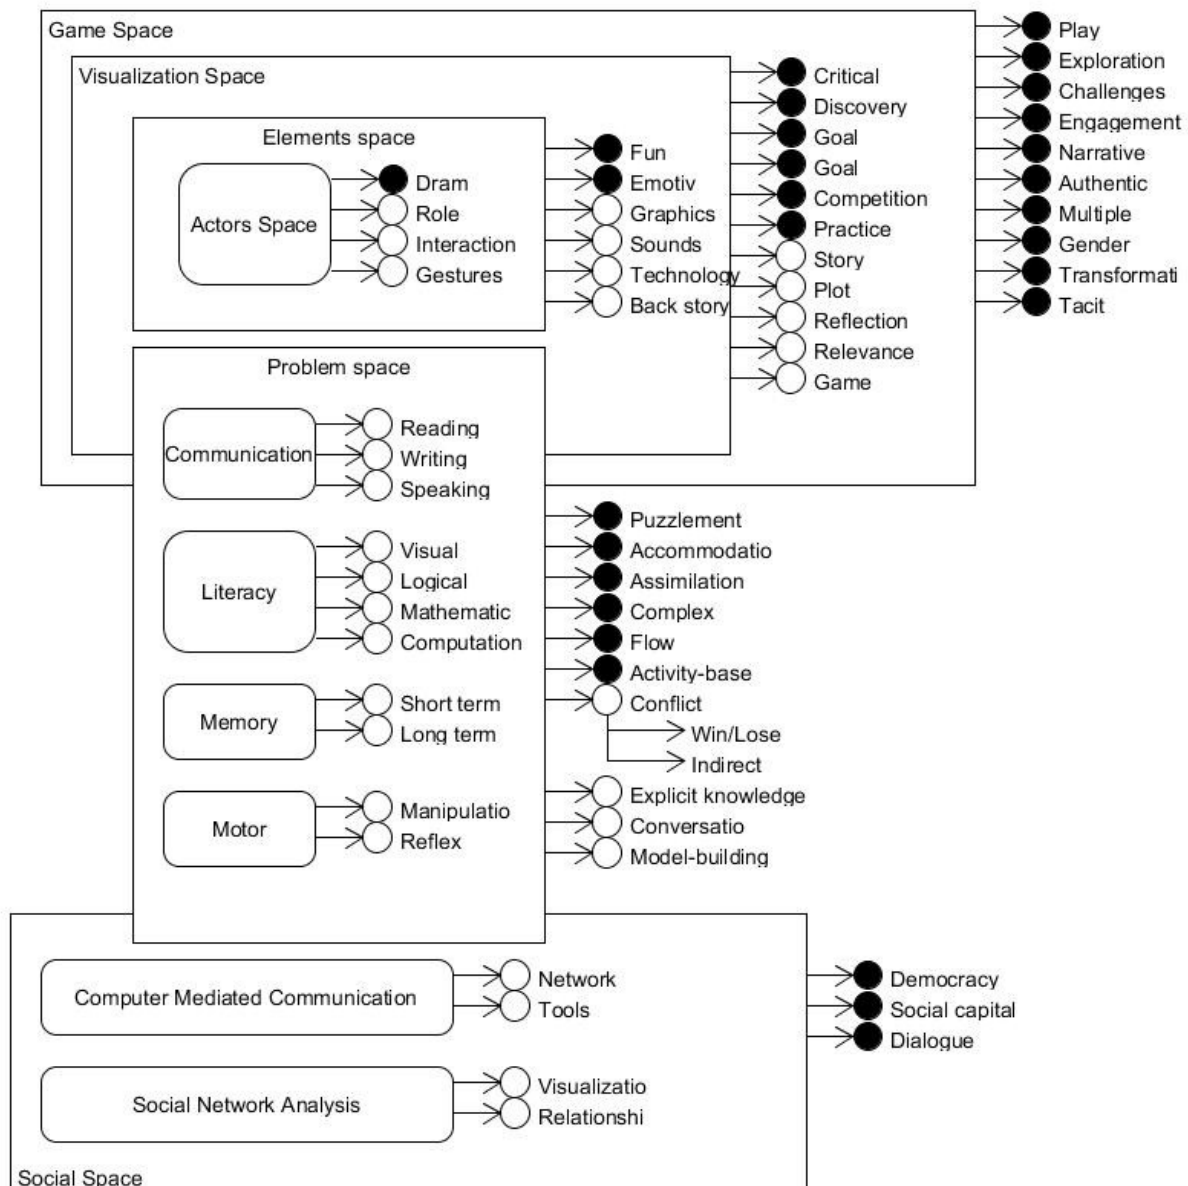 Game Space
Visualization Space
Elements space
Actors Space
Dram
Role
Interaction
Gestures
Fun
Emotiv
Graphics
Sounds
Technology
Back story
Critical
Discovery
Goal
Goal
Competition
Practice
Story
Plot
Reflection
Relevance
Game
Play
Exploration
Challenges
Engagement
Narrative
Authentic
Multiple
Gender
Transformati
Tacit
Problem space
Communication
Reading
Writing
Speaking
Literacy
Visual
Logical
Mathematic
Computation
Memory
Short term
Long term
Motor
Manipulatio
Reflex
Puzzlement
Accommodatio
Assimilation
Complex
Flow
Activity-base
Conflict
Win/Lose
Indirect
Explicit knowledge
Conversatio
Model-building
Computer Mediated Communication
Network
Tools
Social Network Analysis
Visualizatio
Relationshi
Democracy
Social capital
Dialogue
Social Space